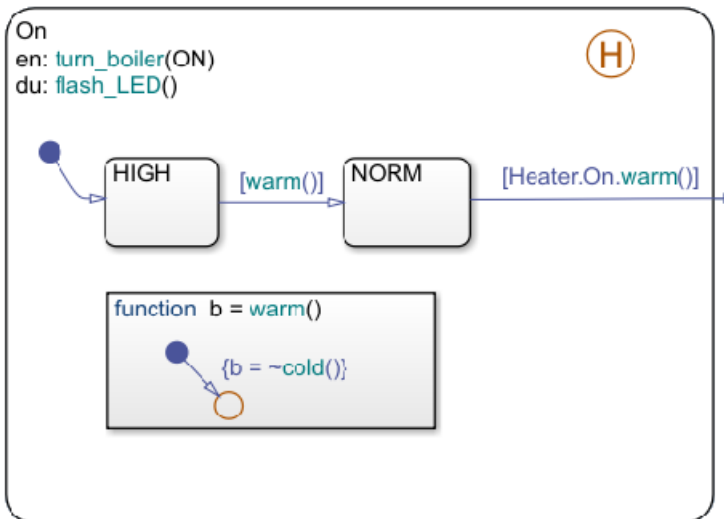 On
en: turn_boiler(ON)
du: flash_LED()
H
HIGH
[warm()]
NORM
[Heater.On.warm()]
function b = warm()
{b = ~cold()}